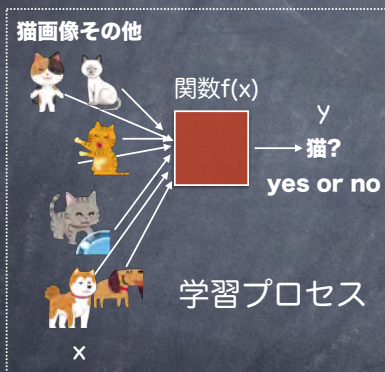 猫画像その他
関数f(x)
y
猫?
yes or no
学習プロセス
x